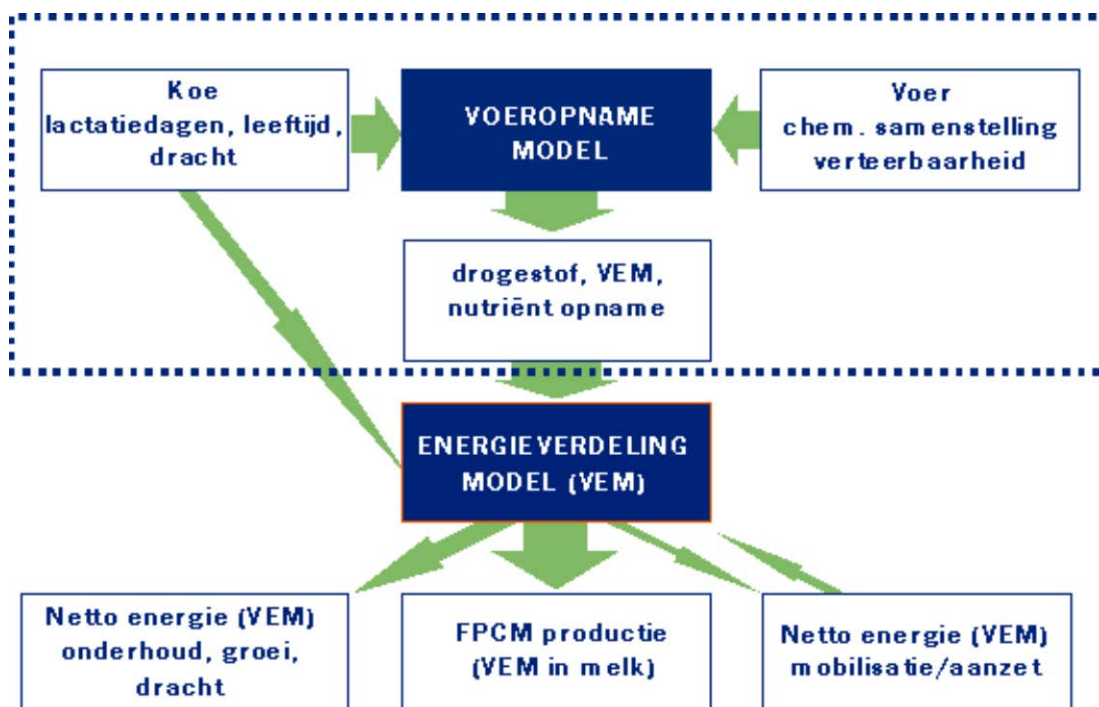 Koe
lactatiedagen, leeftijd,
dracht
VOEROPNAME
MODEL
Voer
chem. samenstelling
verteerbaarheid
drogestof, VEM,
nutriënt opname
ENERGIEVERDELING
MODEL (VEM)
Netto energie (VEM)
onderhoud, groei,
dracht
FPCM productie
(VEM in melk)
Netto energie (VEM)
mobilisatie/aanzet